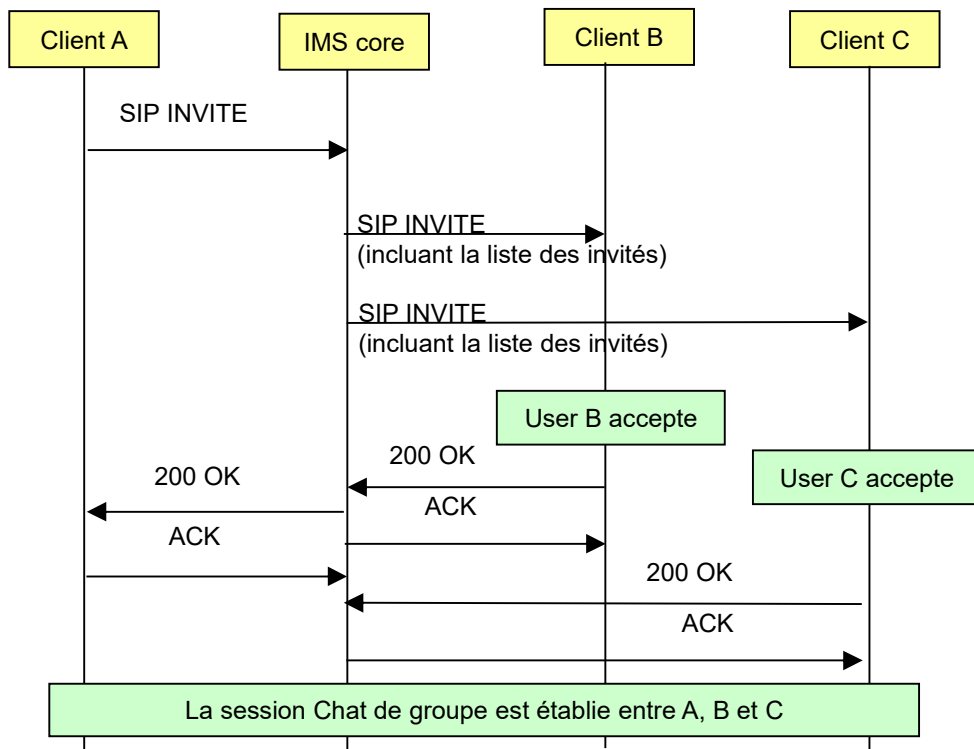 Client A
IMS core
Client B
Client C
SIP INVITE
SIP INVITE
(incluant la liste des invités)
SIP INVITE
(incluant la liste des invités)
User B accepte
200 OK
User C accepte
200 OK
ACK
ACK
200 OK
ACK
La session Chat de groupe est établie entre A, B et C